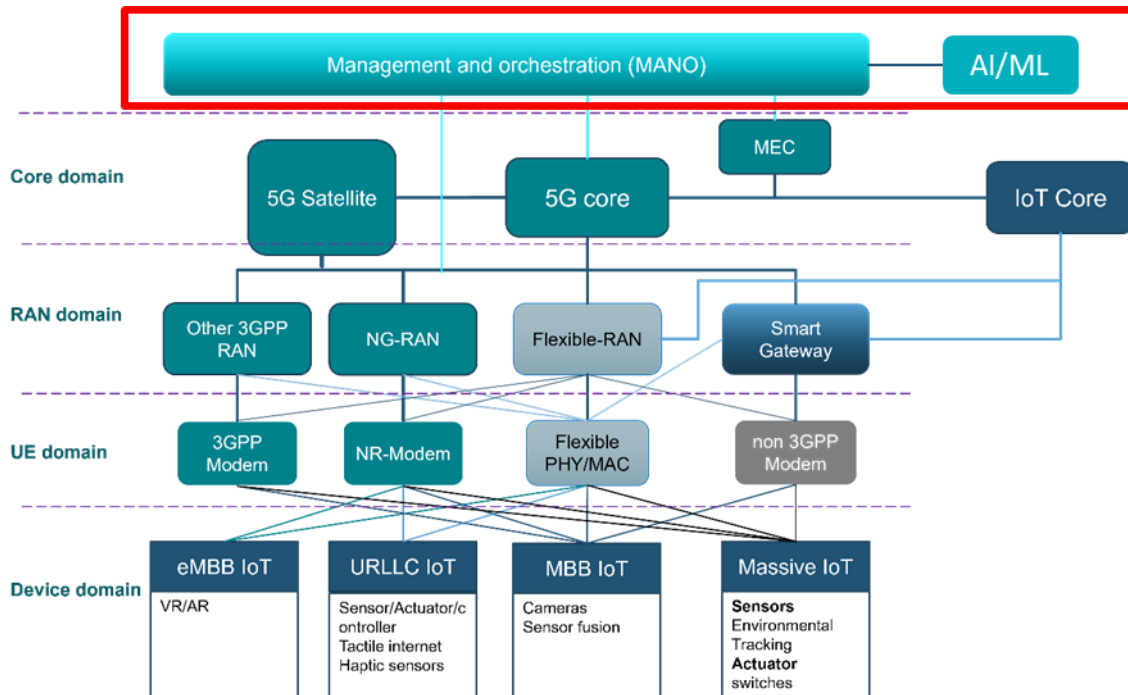 Management and orchestration (MANO)
AI/ML
MEC
Core domain
5G Satellite
5G core
IoT Core
RAN domain
Other 3GPP
RAN
NG-RAN
Flexible-RAN
Smart
Gateway
UE domain
3GPP
Modem
NR-Modem
Flexible
PHY/MAC
non 3GPP
Modem
Device domain
eMBB IoT
VR/AR
URLLC IoT
Sensor/Actuator/c
ontroller
Tactile internet
Haptic sensors
MBB IoT
Cameras
Sensor fusion
Massive IoT
Sensors
Environmental
Tracking
Actuator
switches